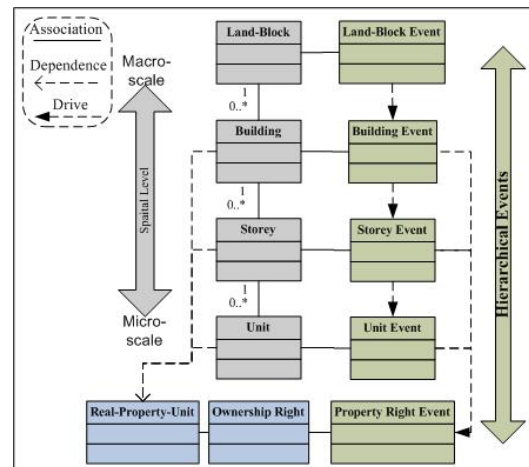 Association
Dependence
Drive
Macro-
scale
Spaital Level
Micro-
scale
Land-Block
Land-Block Event
1
0..*
Building
Building Event
1
0..*
Storey
Storey Event
1
0..*
Unit
Unit Event
Real-Property-Unit
Ownership Right
Property Right Event
Hierarchical Events